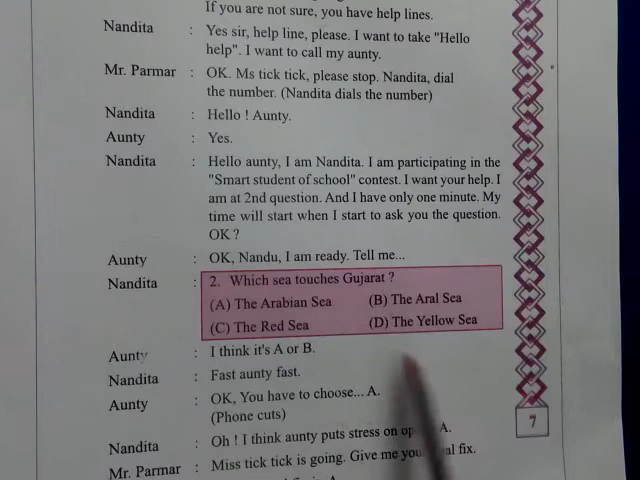 If you are not sure, you have help lines.
Nandita : Yes sir, help line, please. I want to take "Hello
help". I want to call my aunty.
Mr. Parmar : OK. Ms tick tick, please stop. Nandita, dial
the number. (Nandita dials the number)
Nandita : Hello ! Aunty.
Aunty : Yes.
Nandita : Hello aunty, I am Nandita. I am participating in the
"Smart student of school" contest. I want your help. I
am at 2nd question. And I have only one minute. My
time will start when I start to ask you the question.
OK ?
Aunty : OK, Nandu, I am ready. Tell me...
Nandita : 2. Which sea touches Gujarat ?
(A) The Arabian Sea (B) The Aral Sea
(C) The Red Sea (D) The Yellow Sea
Aunty : I think it's A or B.
Nandita : Fast aunty fast.
Aunty : OK, You have to choose... A.
(Phone cuts)
7
Nandita : Oh ! I think aunty puts stress on A.
Mr. Parmar : Miss tick tick is going. Give me fix.